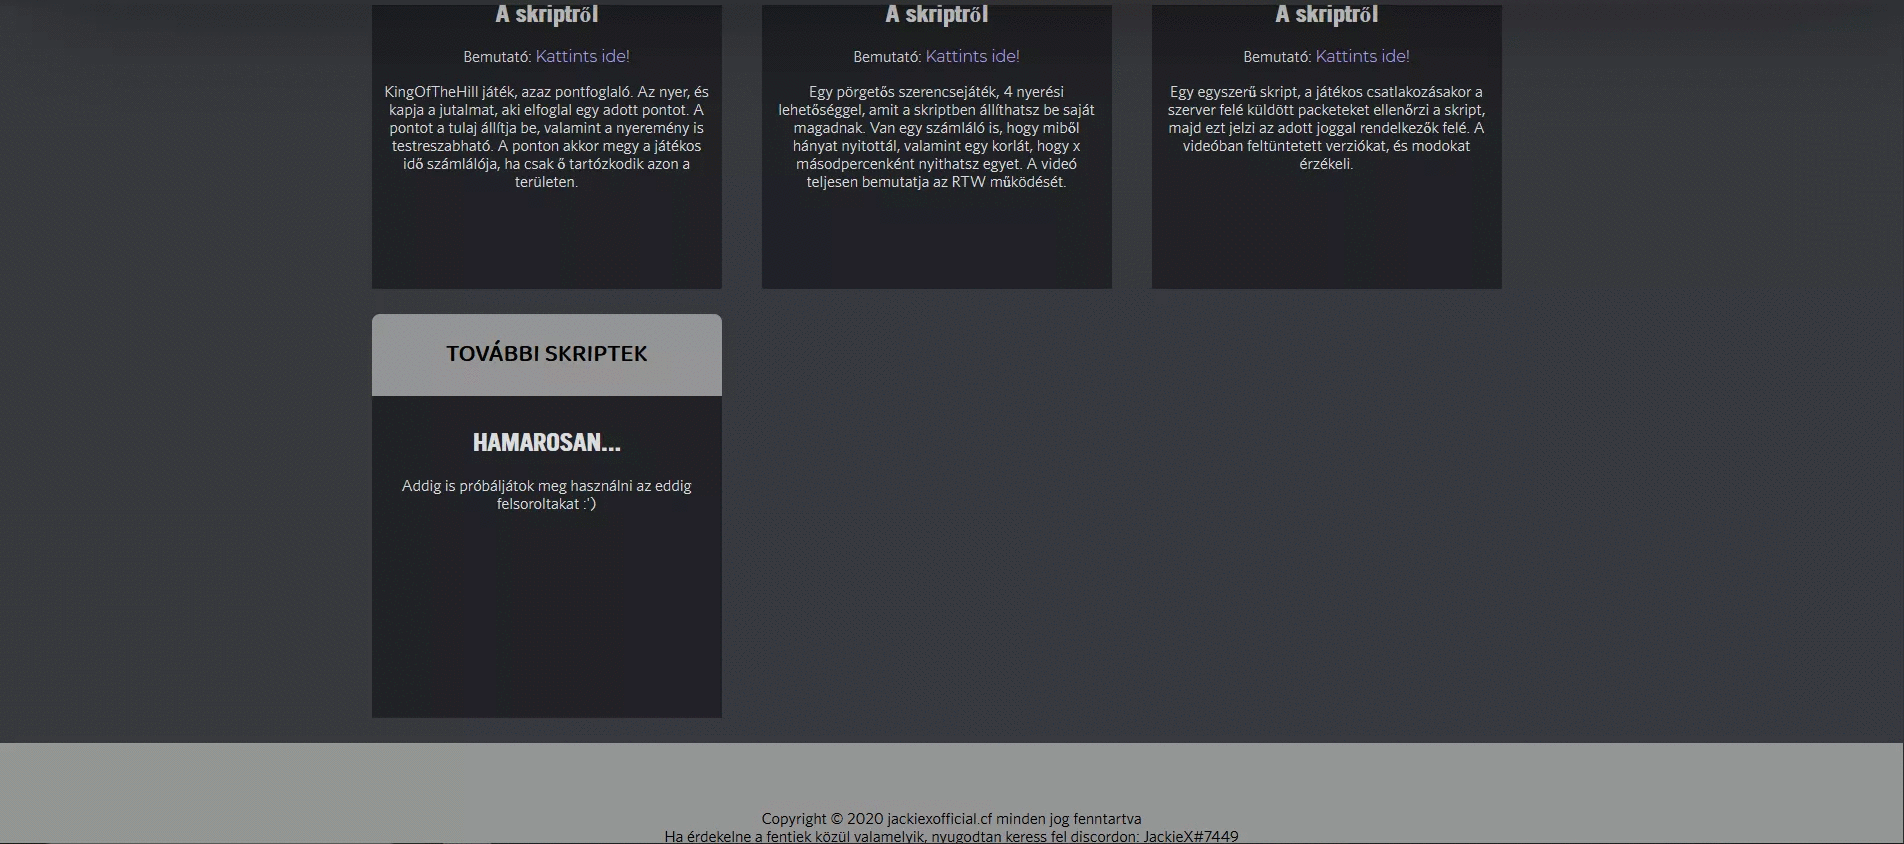 A skriptről
Bemutató: Kattints ide!
KingOfTheHill játék, azaz pontfoglaló. Az nyer, és
kapja a jutalmat, aki elfoglal egy adott pontot. A
pontot a tulaj állítja be, valamint a nyeremény is
testreszabható. A ponton akkor megy a játékos
idő számlálója, ha csak ő tartózkodik azon a
területen.
A skriptről
Bemutató: Kattints ide!
Egy pörgetős szerencsejáték, 4 nyerési
lehetőséggel, amit a skriptben állíthatsz be saját
magadnak. Van egy számláló is, hogy miből
hányat nyitottál, valamint egy korlát, hogy x
másodpercenként nyithatsz egyet. A videó
teljesen bemutatja az RTW működését.
A skriptről
Bemutató: Kattints ide!
Egy egyszerű skript, a játékos csatlakozásakor a
szerver felé küldött packeteket ellenőrzi a skript,
majd ezt jelzi az adott joggal rendelkezők felé. A
videóban feltüntetett verziókat, és modokat
érzékeli.
TOVÁBBI SKRIPTEK
HAMAROSAN...
Addig is próbáljátok meg használni az eddig
felsoroltakat :')
Copyright © 2020 jackiexofficial.cf minden jog fenntartva
Ha érdekelne a fentiek közül valamelyik, nyugodtan keress fel discordon: JackieX#7449